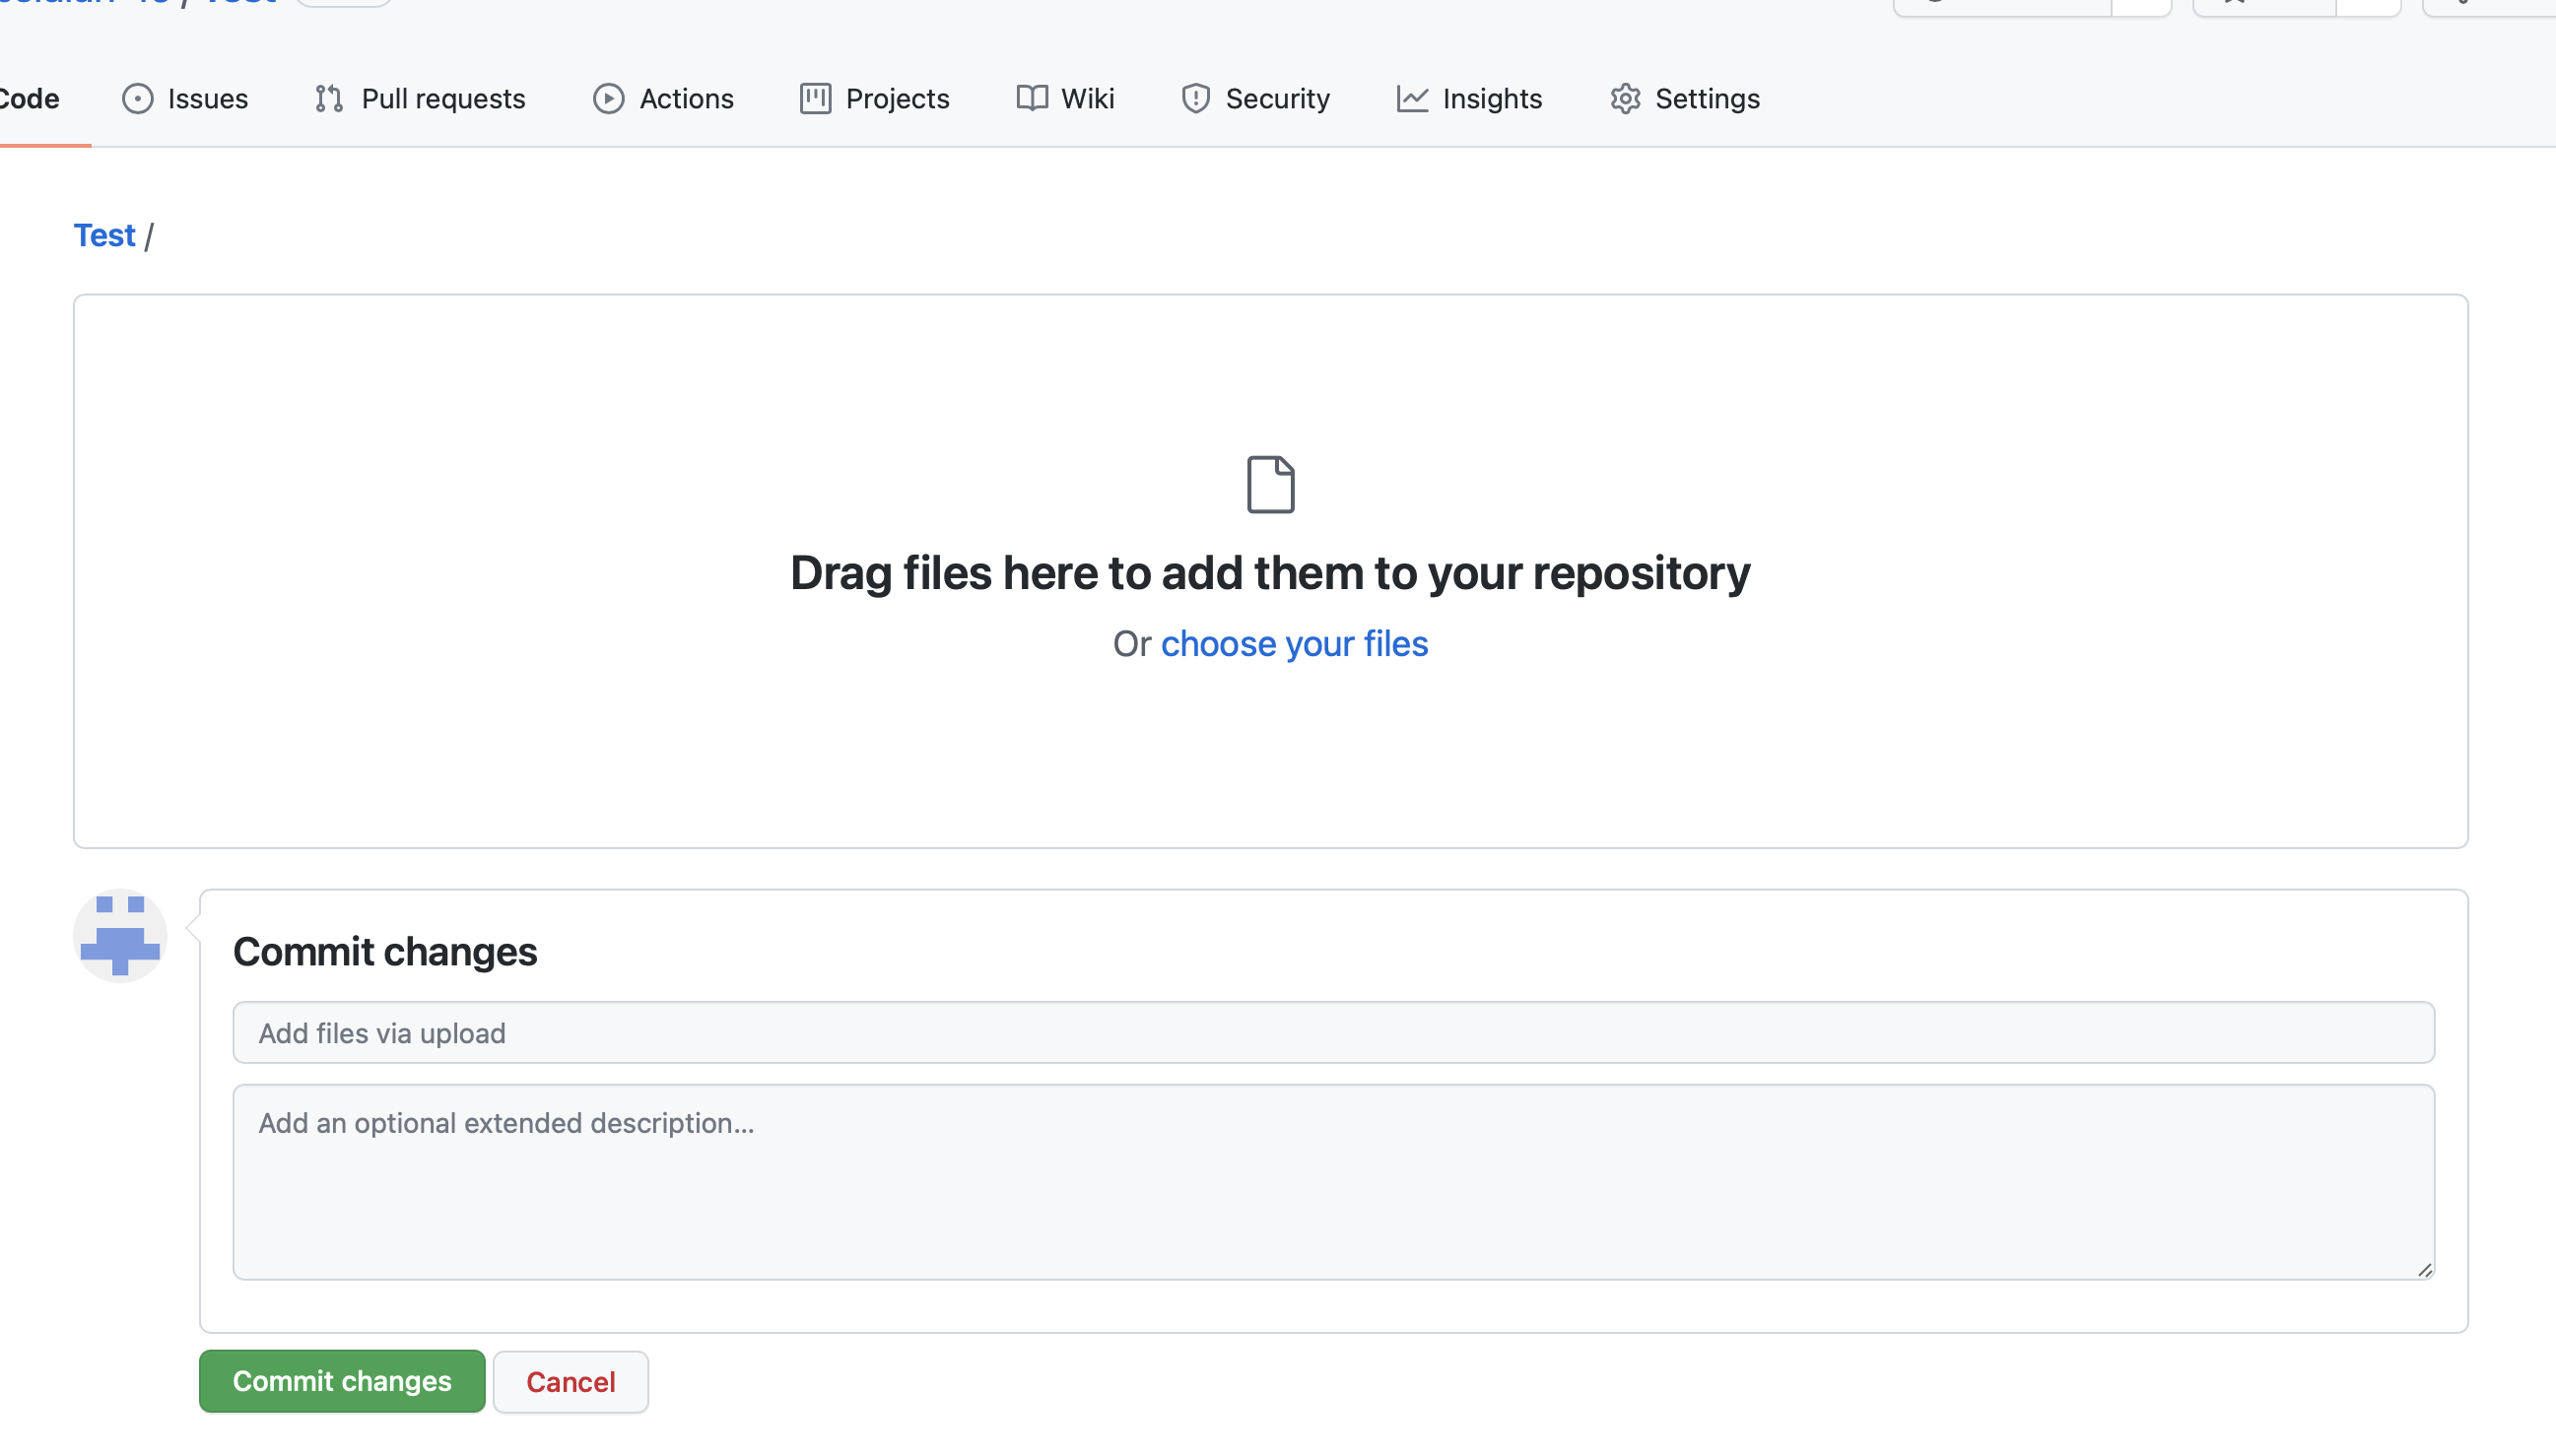 Test
Code Issues Pull requests Actions Projects Wiki Security Insights Settings
Test /
Drag files here to add them to your repository
Or choose your files
Commit changes
Add files via upload
Add an optional extended description...
Commit changes Cancel